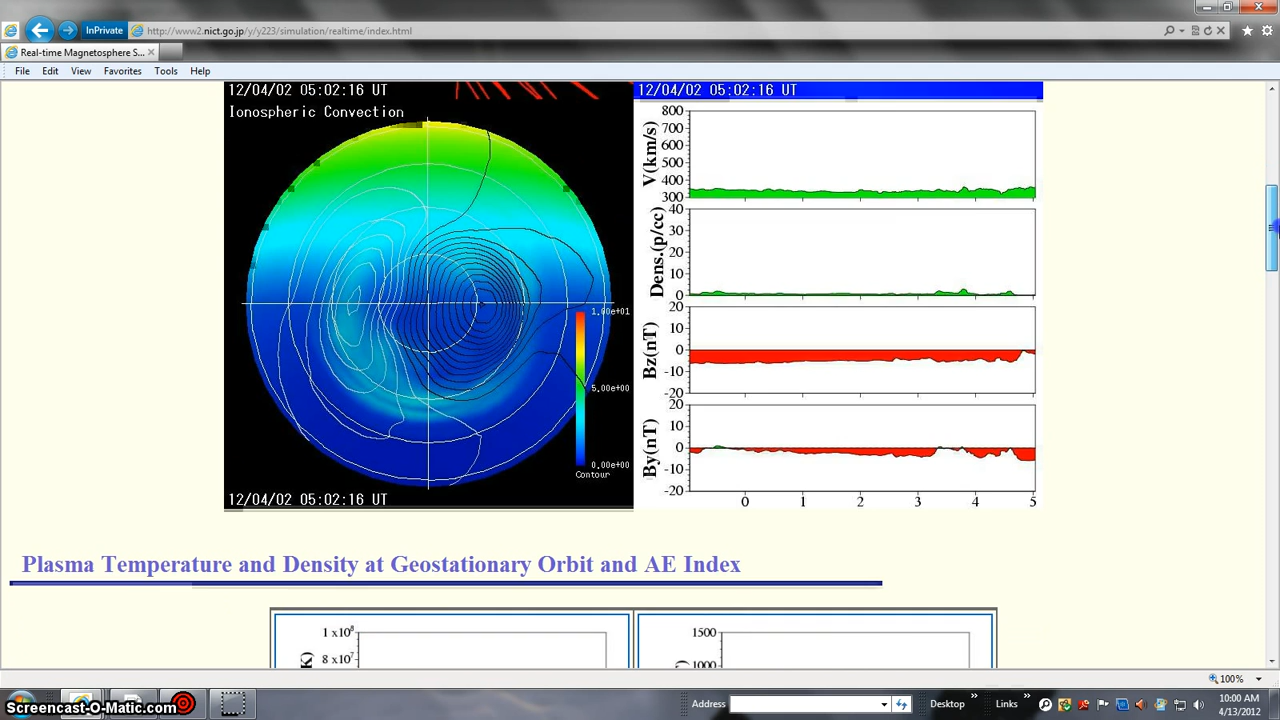 InPrivate
http://www2.nict.go.jp/y/y223/simulation/realtime/index.html
Real-time Magnetosphere S...
File Edit View Favorites Tools Help
12/04/02 05:02:16 UT
Ionospheric Convection
1.00e+01
5.00e+00
0.00e+00
Contour
12/04/02 05:02:16 UT
12/04/02 05:02:16 UT
V(km/s)
800
700
600
500
400
300
Dens.(p/cc)
40
30
20
10
0
Bz(nT)
20
10
0
-10
-20
By(nT)
20
10
0
-10
-20
0 1 2 3 4 5
Plasma Temperature and Density at Geostationary Orbit and AE Index
1 x10⁸
8 x10⁷
1500
1000
100%
Screencast-O-Matic.com
Address
Desktop
Links
10:00 AM
4/13/2012